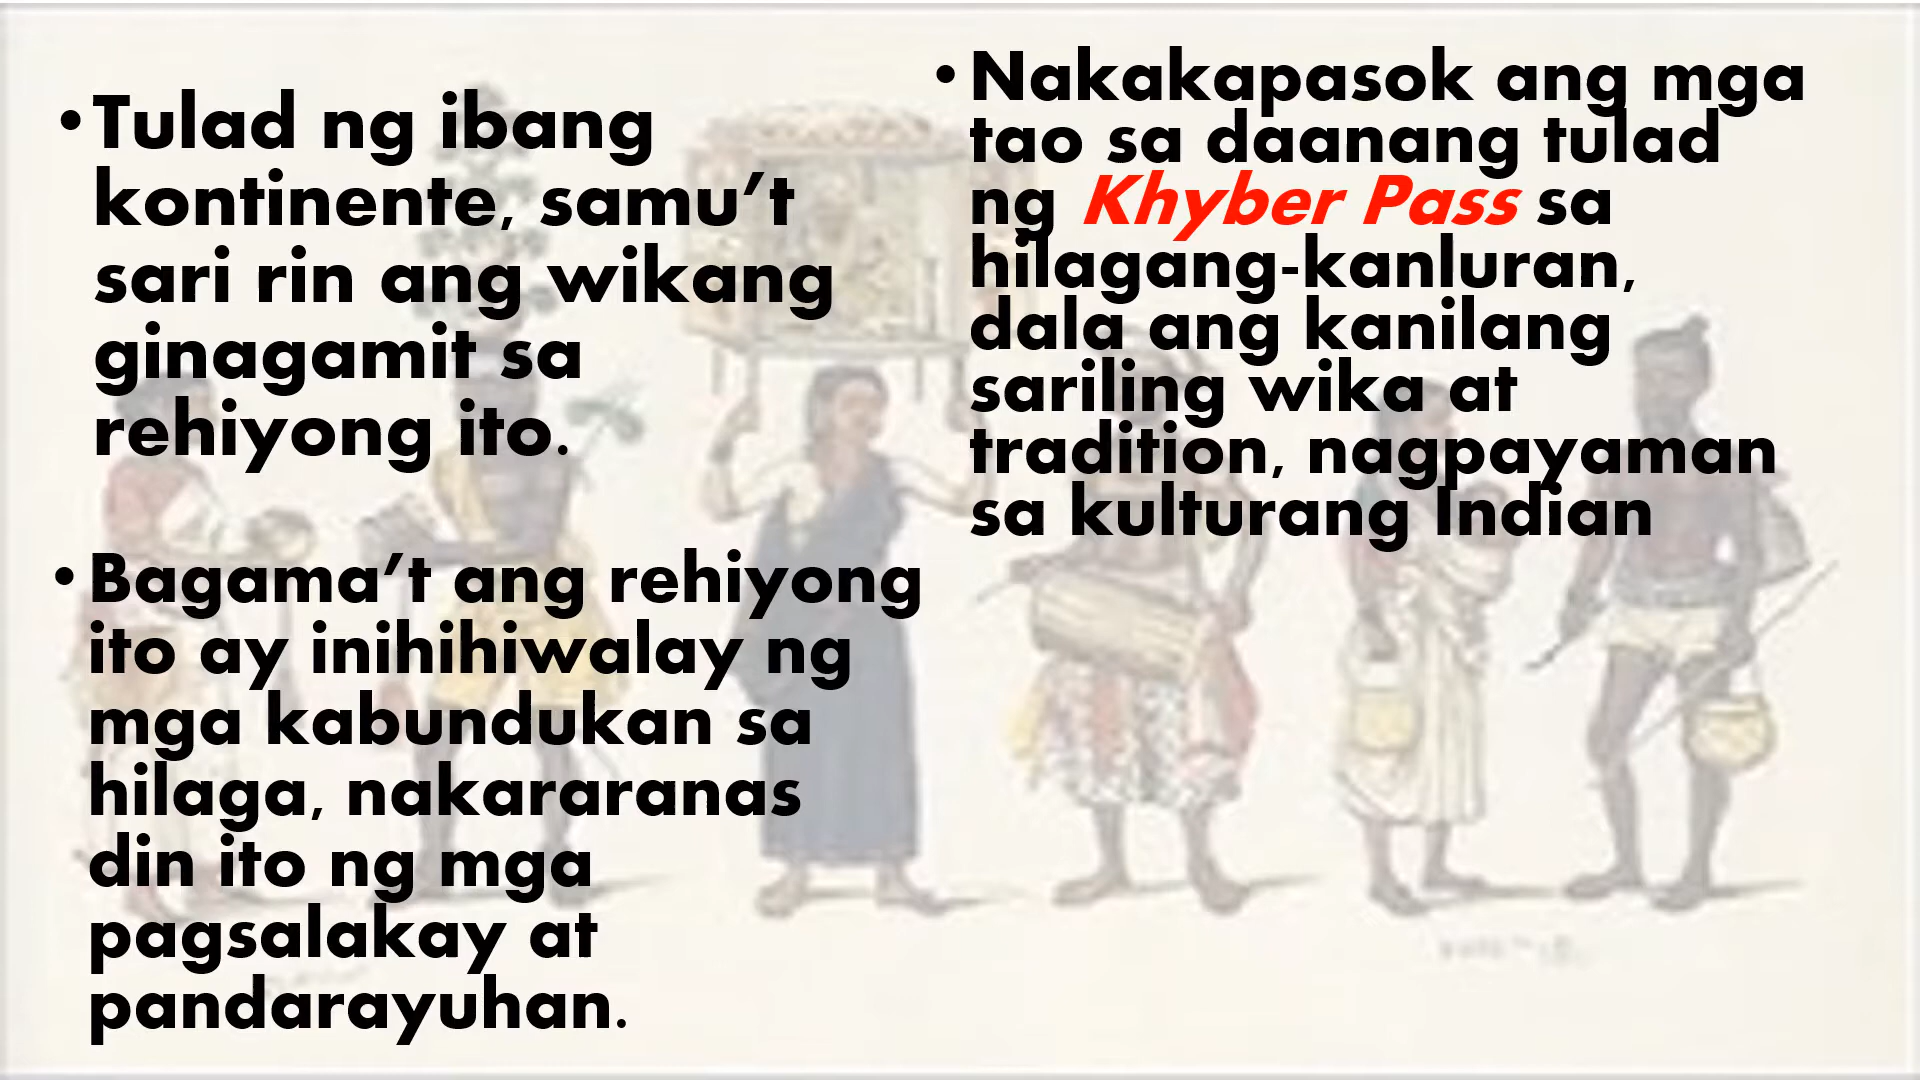 •Tulad ng ibang
kontinente, samu’t
sari rin ang wikang
ginagamit sa
rehiyong ito.
•Bagama’t ang rehiyong
ito ay inihihiwalay ng
mga kabundukan sa
hilaga, nakararanas
din ito ng mga
pagsalakay at
pandarayuhan.
•Nakakapasok ang mga
tao sa daanang tulad
ng Khyber Pass sa
hilagang-kanluran,
dala ang kanilang
sariling wika at
tradition, nagpayaman
sa kulturang Indian